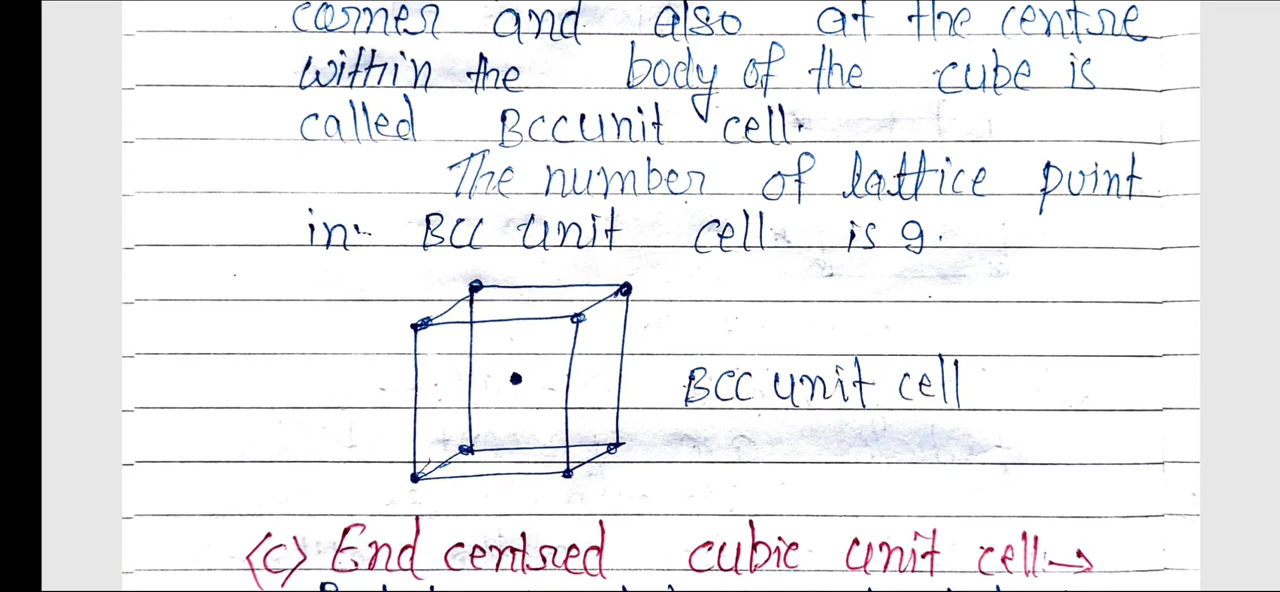 corner and also at the centre
within the body of the cube is
called BCC unit cell.
The number of lattice point
in BCC unit cell is 9.
BCC unit cell
(c) End centred cubic unit cell →